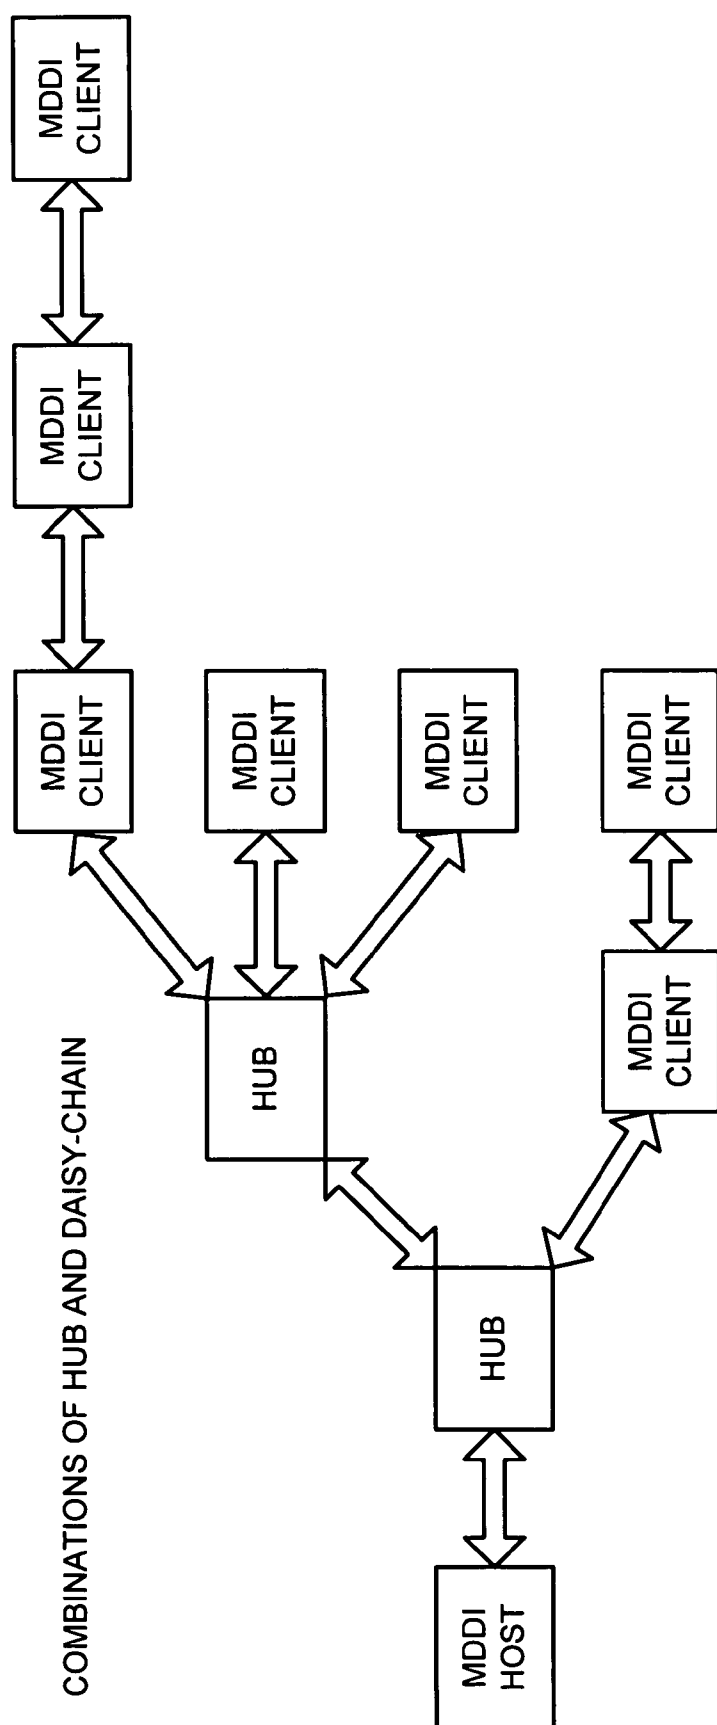 COMBINATIONS OF HUB AND DAISY-CHAIN
MDDI
HOST
HUB
HUB
MDDI
CLIENT
MDDI
CLIENT
MDDI
CLIENT
MDDI
CLIENT
MDDI
CLIENT
MDDI
CLIENT
MDDI
CLIENT